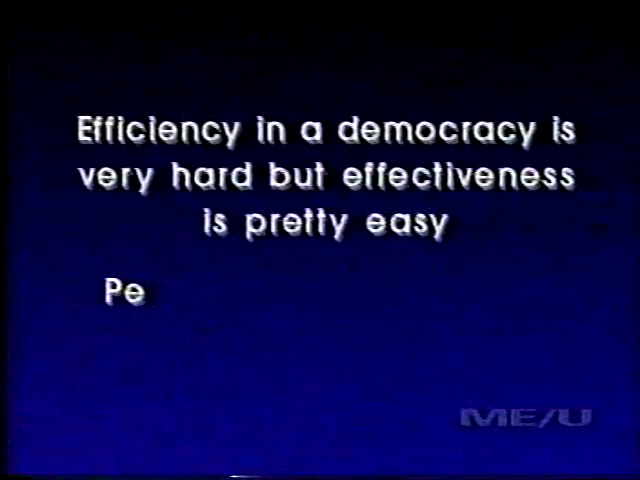 Efficiency in a democracy is
very hard but effectiveness
is pretty easy
Pe
ME/U